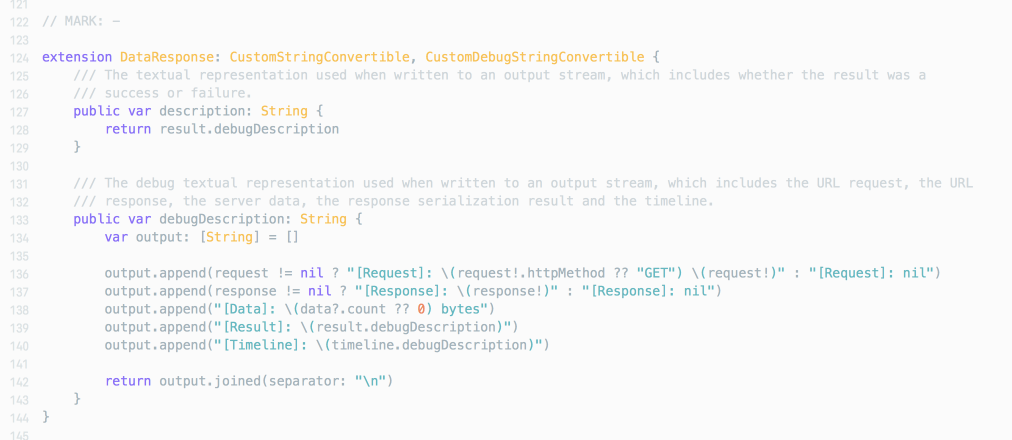 121
122 // MARK: -
123
124 extension DataResponse: CustomStringConvertible, CustomDebugStringConvertible {
125     /// The textual representation used when written to an output stream, which includes whether the result was a
126     /// success or failure.
127     public var description: String {
128         return result.debugDescription
129     }
130
131     /// The debug textual representation used when written to an output stream, which includes the URL request, the URL
132     /// response, the server data, the response serialization result and the timeline.
133     public var debugDescription: String {
134         var output: [String] = []
135
136         output.append(request != nil ? "[Request]: \(request!.httpMethod ?? "GET") \(request!)" : "[Request]: nil")
137         output.append(response != nil ? "[Response]: \(response!)" : "[Response]: nil")
138         output.append("[Data]: \(data?.count ?? 0) bytes")
139         output.append("[Result]: \(result.debugDescription)")
140         output.append("[Timeline]: \(timeline.debugDescription)")
141
142         return output.joined(separator: "\n")
143     }
144 }
145